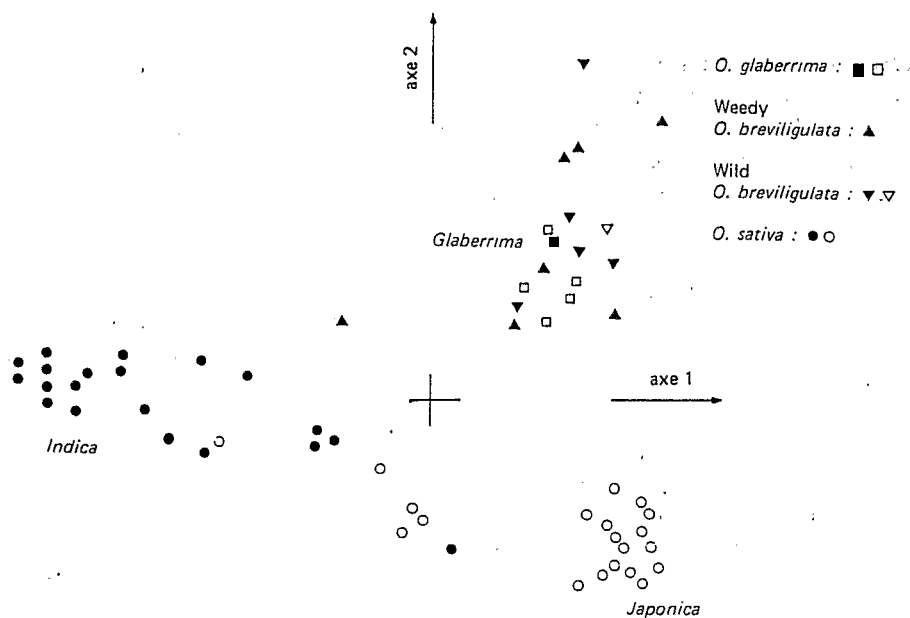 axe 2
O. glaberrima : ■ □
Weedy
O. breviligulata : ▲
Wild
O. breviligulata : ▼ ▽
O. sativa : ● ○
Glaberrima
axe 1
Indica
Japonica